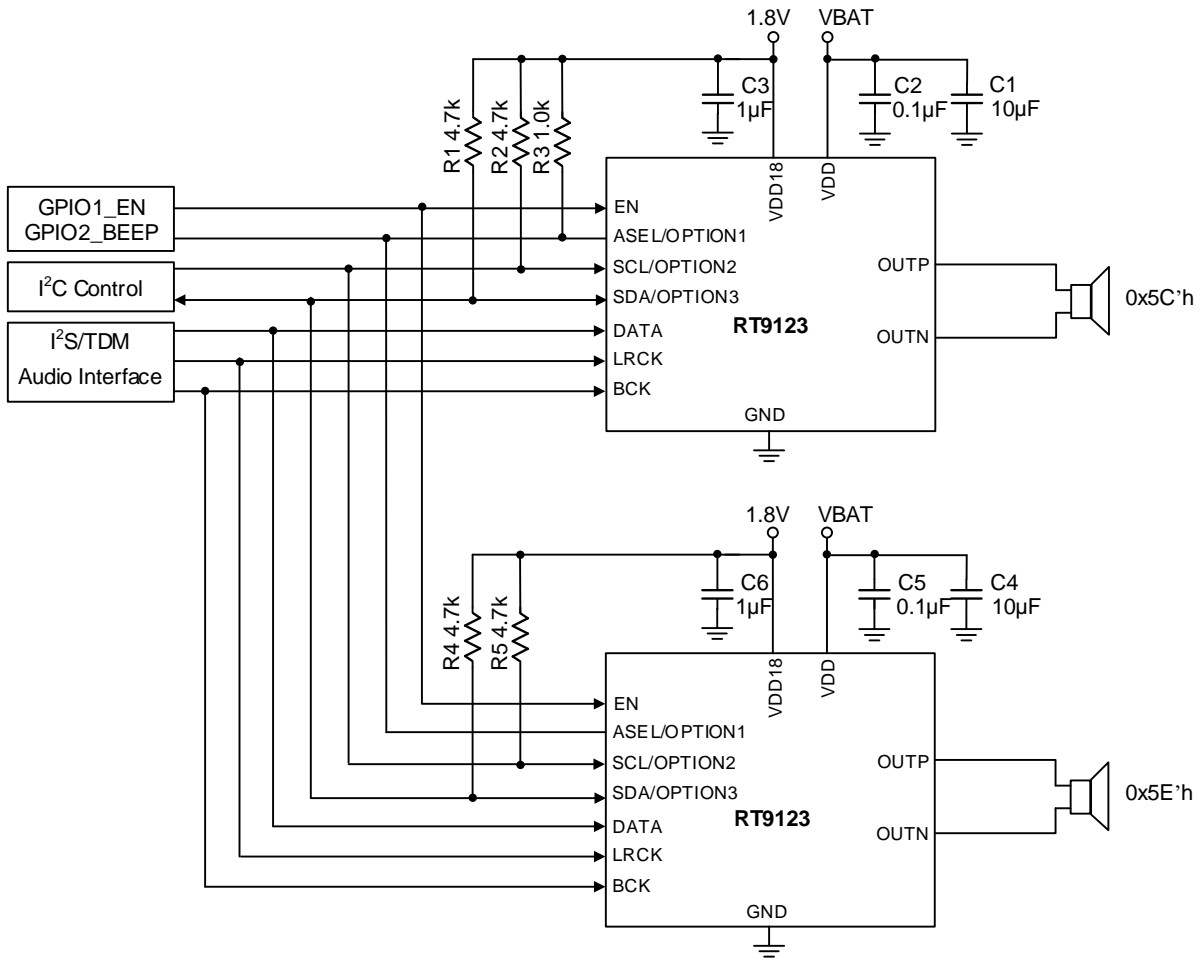 1.8V
VBAT
C3
1µF
C2
0.1µF
C1
10µF
R1 4.7k
R2 4.7k
R3 1.0k
VDD18
VDD
GPIO1_EN
GPIO2_BEEP
I²C Control
I²S/TDM
Audio Interface
EN
ASEL/OPTION1
SCL/OPTION2
SDA/OPTION3
DATA
LRCK
BCK
RT9123
OUTP
OUTN
GND
0x5C’h
1.8V
VBAT
C6
1µF
C5
0.1µF
C4
10µF
R4 4.7k
R5 4.7k
VDD18
VDD
EN
ASEL/OPTION1
SCL/OPTION2
SDA/OPTION3
DATA
LRCK
BCK
RT9123
OUTP
OUTN
GND
0x5E’h